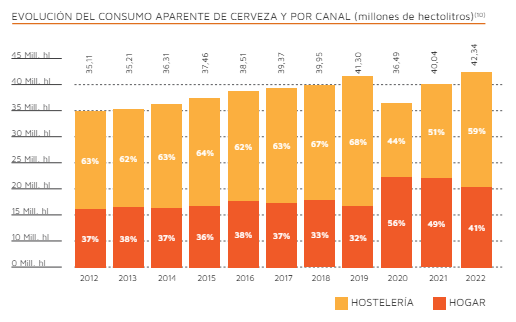 EVOLUCIÓN DEL CONSUMO APARENTE DE CERVEZA Y POR CANAL (millones de hectolitros)(10)
45 Mill. hl
35,11 35,21 36,31 37,46 38,51 39,37 39,95 41,30 36,49 40,04 42,34
40 Mill. hl
35 Mill. hl
30 Mill. hl
63% 62% 63% 64% 62% 63% 67% 68% 44% 51% 59%
25 Mill. hl
20 Mill. hl
15 Mill. hl
37% 38% 37% 36% 38% 37% 33% 32% 56% 49% 41%
10 Mill. hl
0 Mill. hl
2012 2013 2014 2015 2016 2017 2018 2019 2020 2021 2022
HOSTELERÍA HOGAR